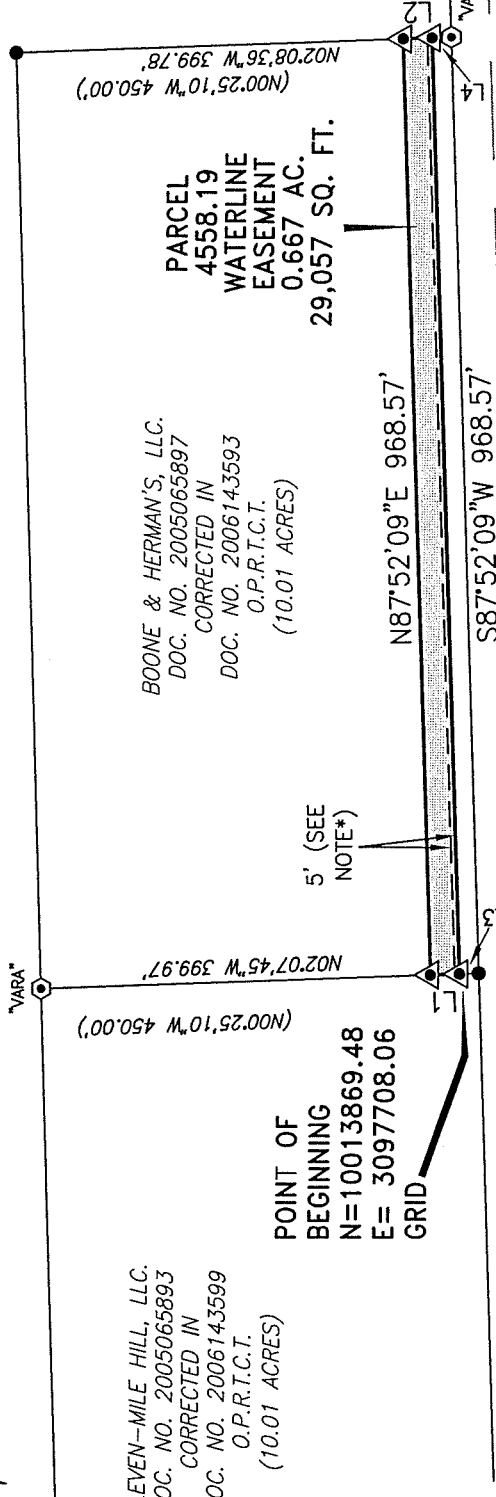 "VARA"
(N00°25'10"W 450.00')
N02°07'45"W 399.97'
N02°08'36"W 399.78'
(N00°25'10"W 450.00')
PARCEL
4558.19
WATERLINE
EASEMENT
0.667 AC.
29,057 SQ. FT.
BOONE & HERMAN'S, LLC.
DOC. NO. 2005065897
CORRECTED IN
DOC. NO. 2006143593
O.P.R.T.C.T.
(10.01 ACRES)
5' (SEE
NOTE*)
N87°52'09"E 968.57'
S87°52'09"W 968.57'
L1
L2
L4
POINT OF
BEGINNING
N=10013869.48
E= 3097708.06
GRID
EVEN-MILE HILL, LLC.
OC. NO. 2005065893
CORRECTED IN
OC. NO. 2006143599
O.P.R.T.C.T.
(10.01 ACRES)